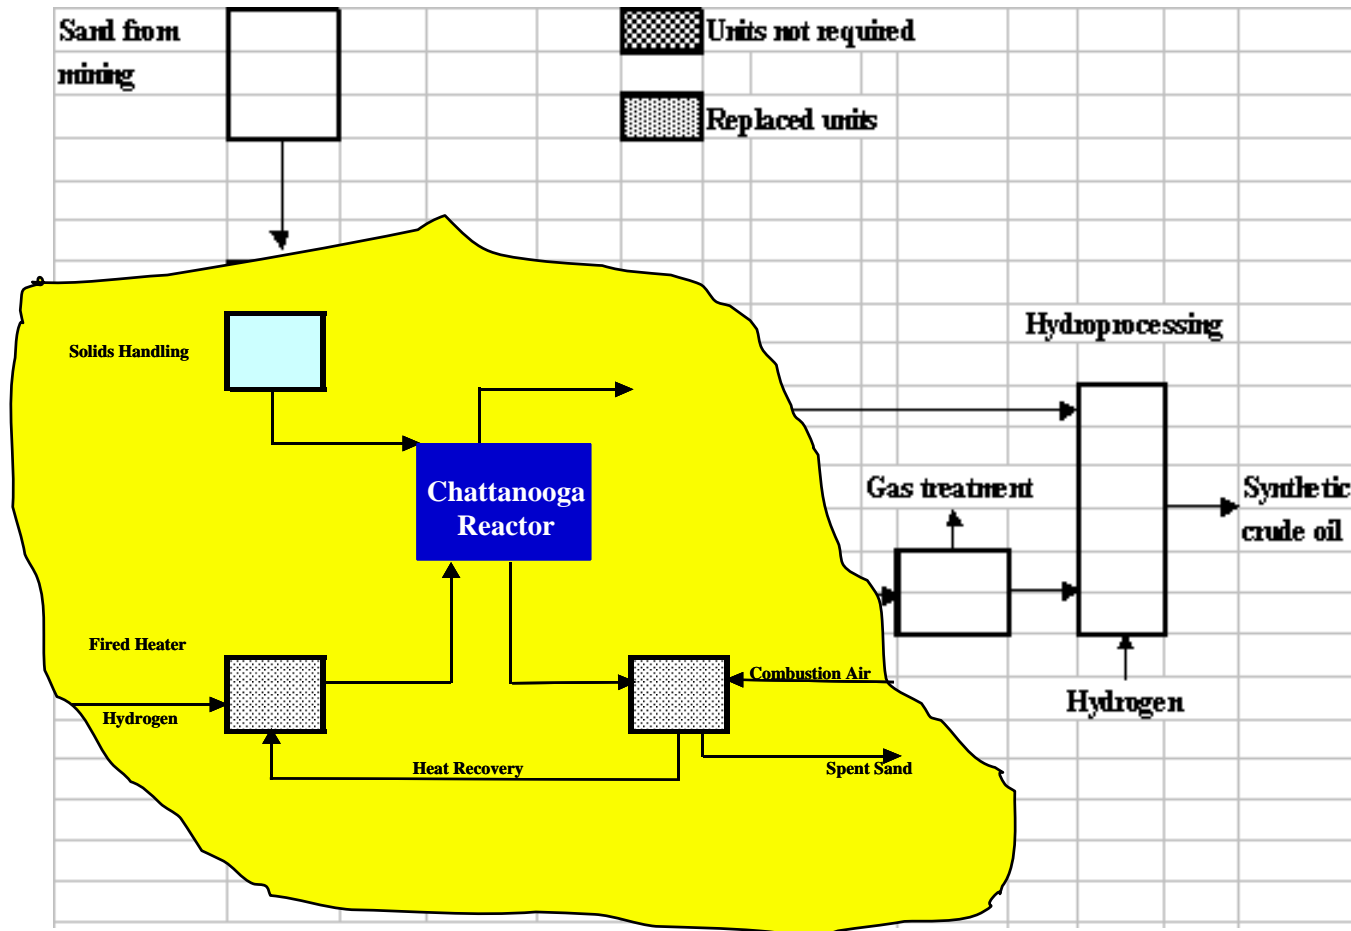 Sand from
mining
Units not required
Replaced units
Hydroprocessing
Solids Handling
Chattanooga
Reactor
Gas treatment
Synthetic
crude oil
Fired Heater
Combustion Air
Hydrogen
Hydrogen
Heat Recovery
Spent Sand